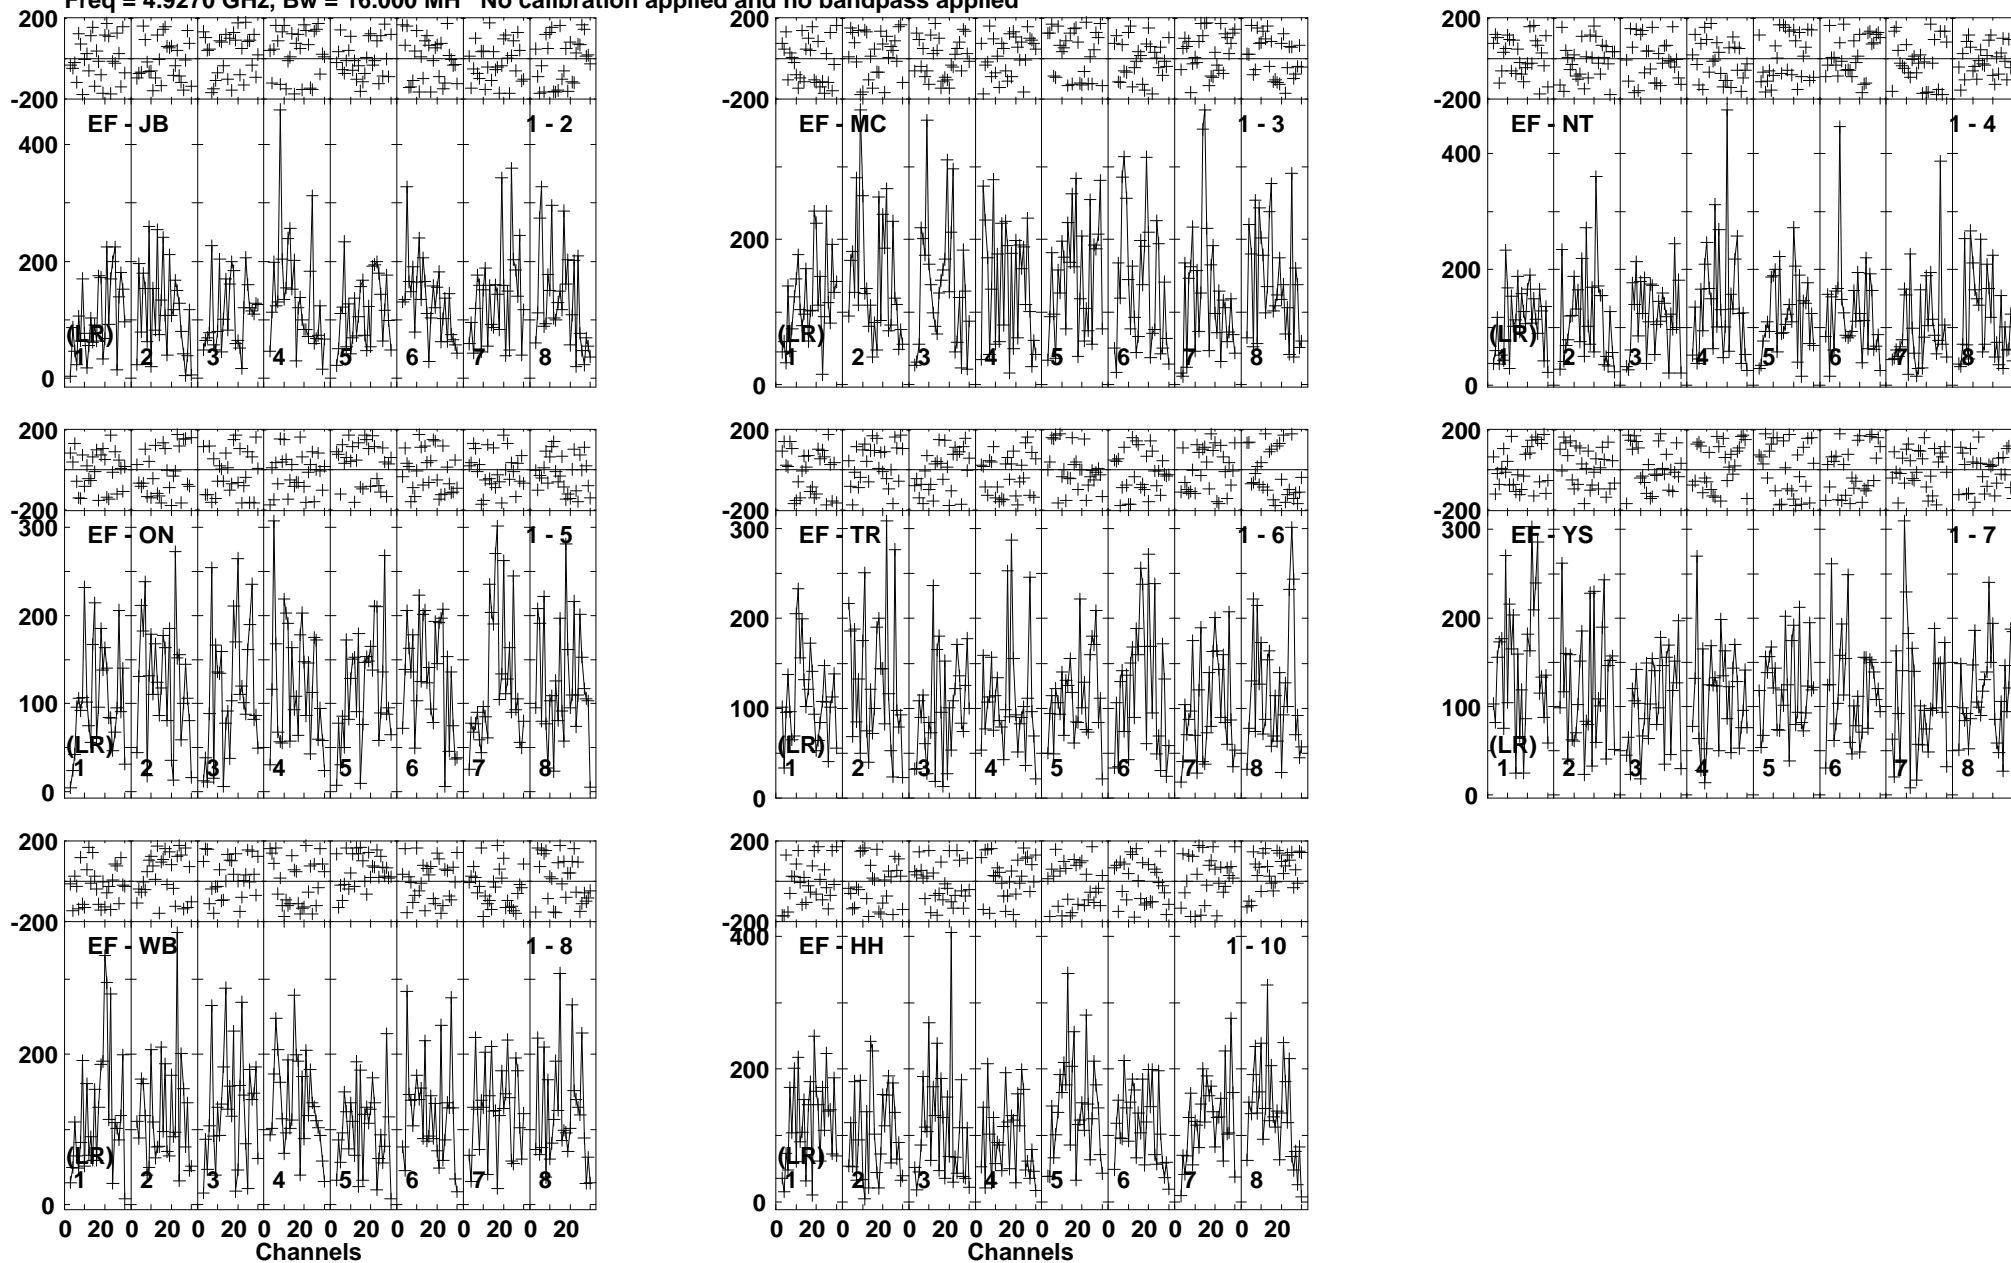 Freq = 4.9270 GHz, Bw = 16.000 MH No calibration applied and no bandpass applied
200 200 200
-200 -200 -200
EF - JB 1 - 2 EF - MC 1 - 3 EF - NT 1 - 4
400 400
200 200 200
(LR) (LR) (LR)
1 2 3 4 5 6 7 8 1 2 3 4 5 6 7 8 1 2 3 4 5 6 7 8
0 0 0
200 200 200
-200 -200 -200
300 300 300
EF - ON 1 - 5 EF - TR 1 - 6 EF - YS 1 - 7
200 200 200
100 100 100
(LR) (LR) (LR)
1 2 3 4 5 6 7 8 1 2 3 4 5 6 7 8 1 2 3 4 5 6 7 8
0 0 0
200 200
-200 -200
400
EF - WB 1 - 8 EF - HH 1 - 10
200 200
(LR) (LR)
1 2 3 4 5 6 7 8 1 2 3 4 5 6 7 8
0 0
0 20 0 20 0 20 0 20 0 20 0 20 0 20 0 20 0 20 0 20 0 20 0 20 0 20 0 20 0 20 0 20
Channels Channels